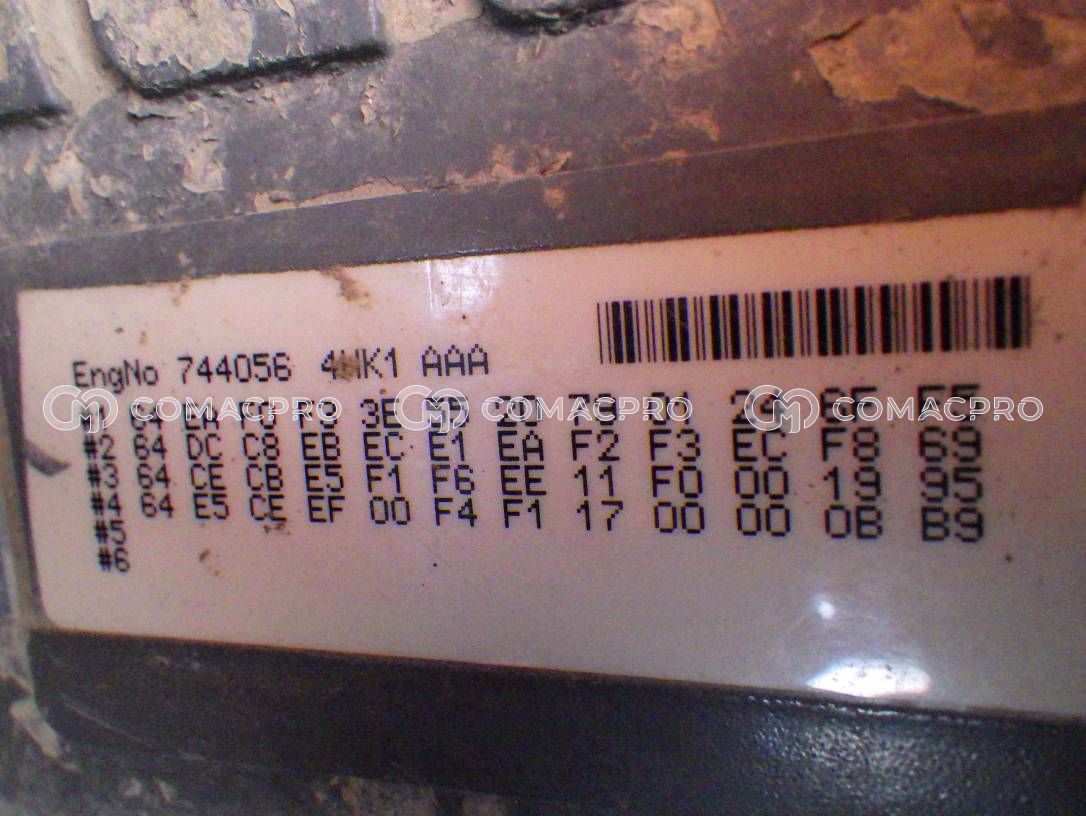 EngNo 744056 4HK1 AAA
COMACPRO COMACPRO COMACPRO
#2 64 DC C8 EB EC E1 EA F2 F3 EC F8 69
#3 64 CE CB E5 F1 F6 EE 11 F0 00 19 95
#4 64 E5 CE EF 00 F4 F1 17 00 00 0B B9
#5
#6